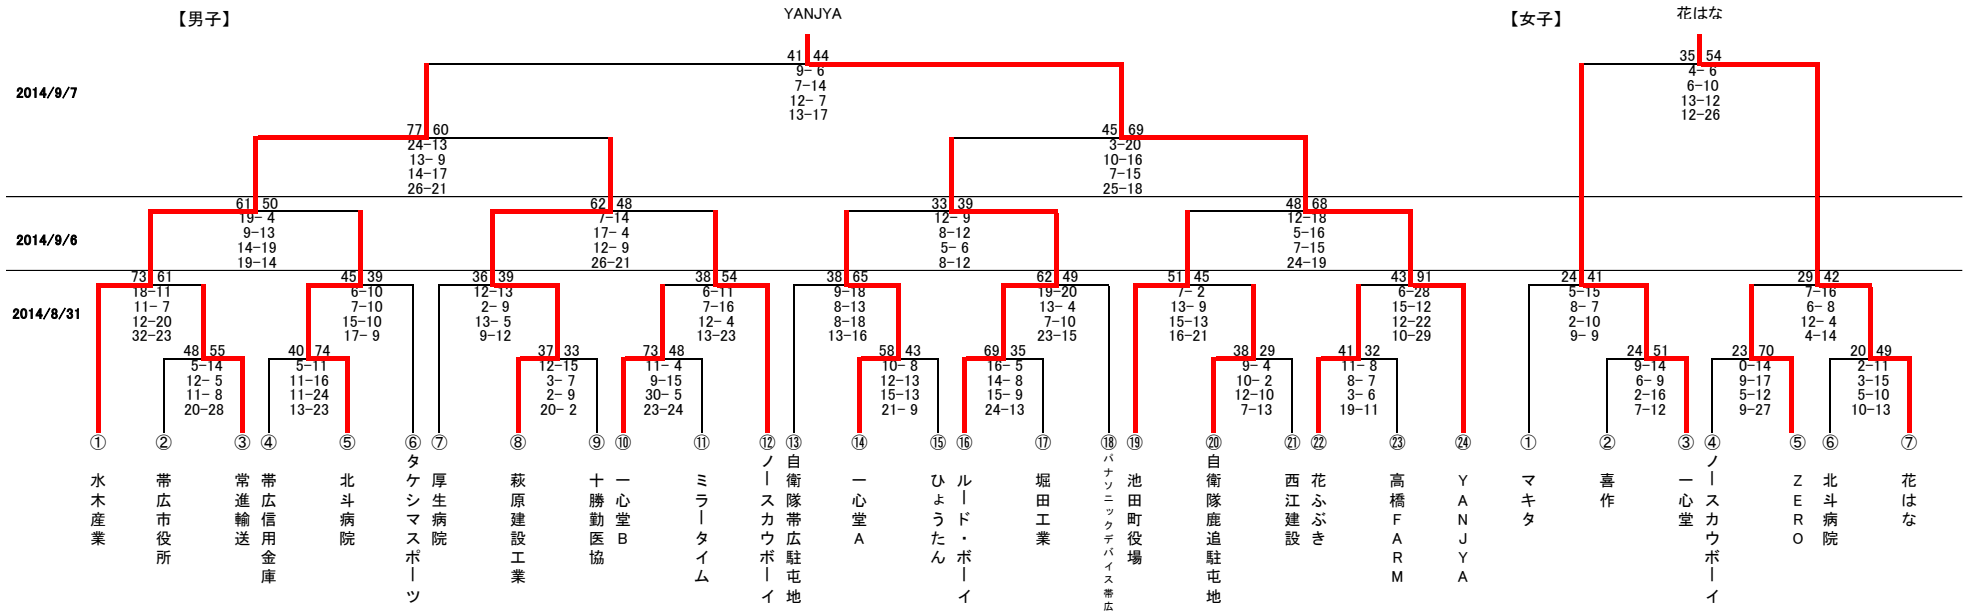 【男子】 YANJYA 【女子】 花はな
41 44 35 54
9- 6 4- 6
2014/9/7 7-14 6-10
12- 7 13-12
13-17 12-26
77 60 45 69
24-13 3-20
13- 9 10-16
14-17 7-15
26-21 25-18
61 50 62 48 33 39 48 68
19- 4 7-14 12- 9 12-18
9-13 17- 4 8-12 5-16
2014/9/6 14-19 12- 9 5- 6 7-15
19-14 26-21 8-12 24-19
73 61 45 39 36 39 38 54 38 65 62 49 51 45 43 91 24 41 29 42
18-11 6-10 12-13 6-11 9-18 19-20 7- 2 6-28 5-15 7-16
11- 7 7-10 2- 9 7-16 8-13 13- 4 13- 9 15-12 8- 7 6- 8
2014/8/31 12-20 15-10 13- 5 12- 4 8-18 7-10 15-13 12-22 2-10 12- 4
32-23 17- 9 9-12 13-23 13-16 23-15 16-21 10-29 9- 9 4-14
48 55 40 74 37 33 73 48 58 43 69 35 38 29 41 32 24 51 23 70 20 49
5-14 5-11 12-15 11- 4 10- 8 16- 5 9- 4 11- 8 9-14 0-14 2-11
12- 5 11-16 3- 7 9-15 12-13 14- 8 10- 2 8- 7 6- 9 9-17 3-15
11- 8 11-24 2- 9 30- 5 15-13 15- 9 12-10 3- 6 2-16 5-12 5-10
20-28 13-23 20- 2 23-24 21- 9 24-13 7-13 19-11 7-12 9-27 10-13
① ② ③ ④ ⑤ ⑥ ⑦ ⑧ ⑨ ⑩ ⑪ ⑫ ⑬ ⑭ ⑮ ⑯ ⑰ ⑱ ⑲ ⑳ ㉑ ㉒ ㉓ ㉔ ① ② ③ ④ ⑤ ⑥ ⑦
水木産業
帯広市役所
常進輸送
帯広信用金庫
北斗病院
タケシマスポーツ
厚生病院
萩原建設工業
十勝勤医協
一心堂B
ミラータイム
ノースカウボーイ
自衛隊帯広駐屯地
一心堂A
ひょうたん
ルード・ボーイ
堀田工業
パナソニックデバイス帯広
池田町役場
自衛隊鹿追駐屯地
西江建設
花ふぶき
高橋FARM
YANJYA
マキタ
喜作
一心堂
ノースカウボーイ
ZERO
北斗病院
花はな